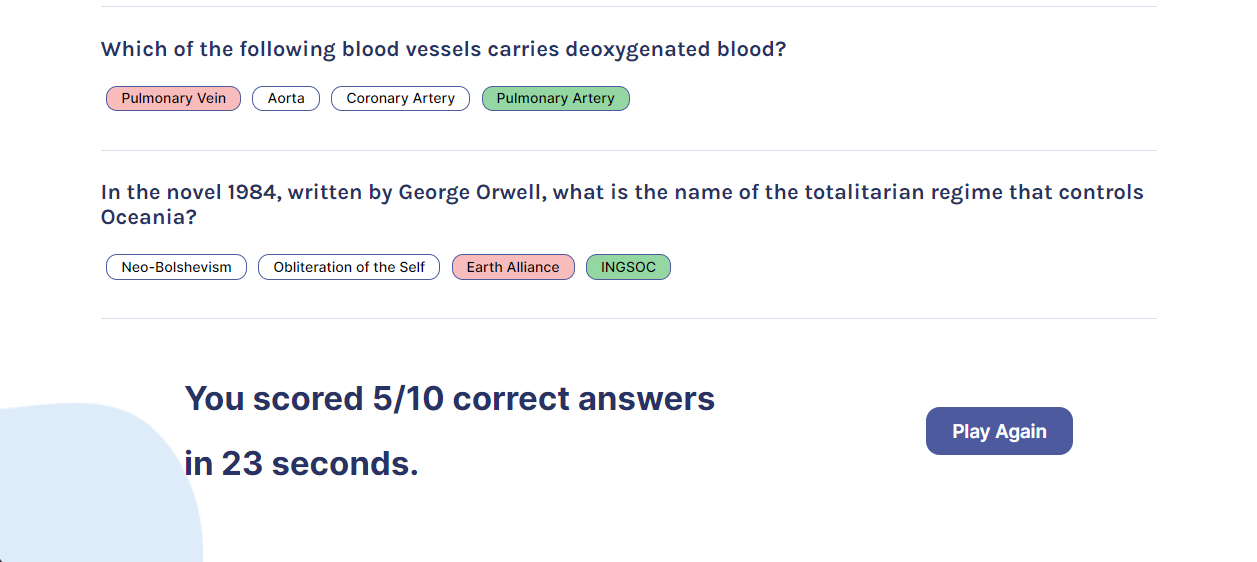 Which of the following blood vessels carries deoxygenated blood?
Pulmonary Vein Aorta Coronary Artery Pulmonary Artery
In the novel 1984, written by George Orwell, what is the name of the totalitarian regime that controls
Oceania?
Neo-Bolshevism Obliteration of the Self Earth Alliance INGSOC
You scored 5/10 correct answers
in 23 seconds.
Play Again